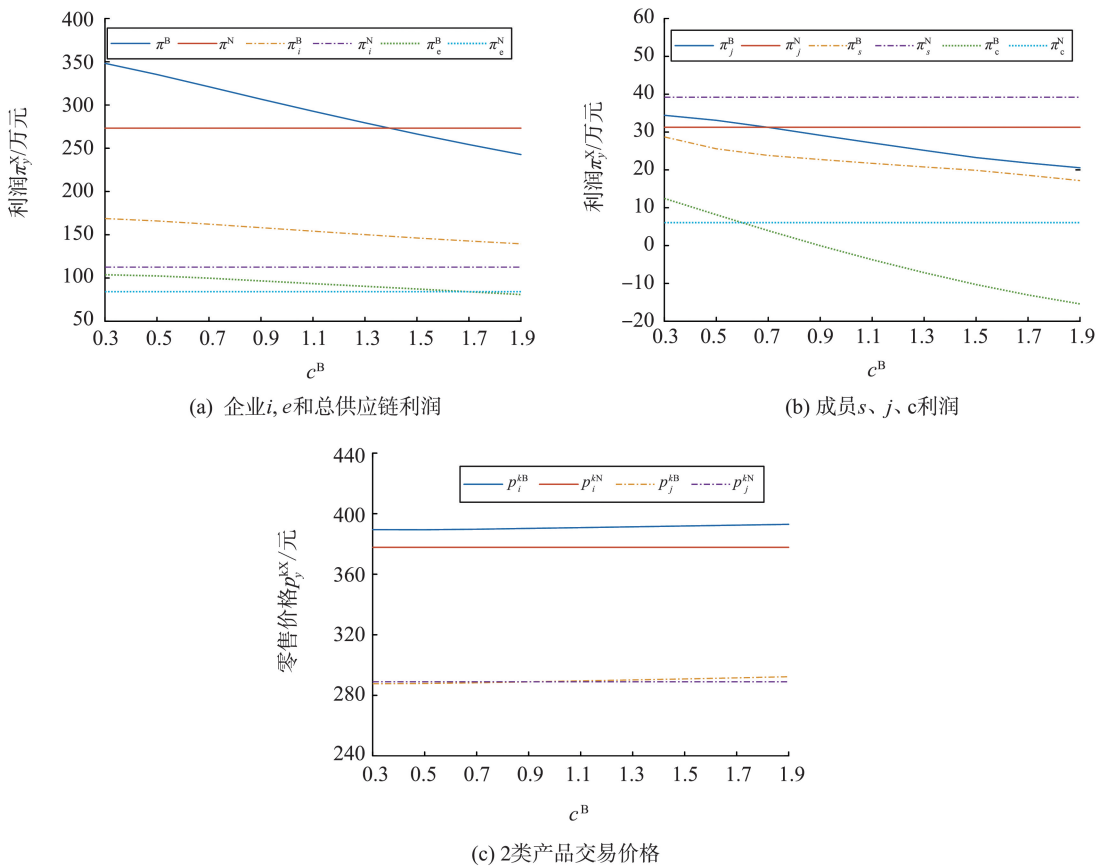 400
350
300
250
200
150
100
50
π^B π^N π_i^B π_i^N π_e^B π_e^N
利润π_y^X/万元
0.3 0.5 0.7 0.9 1.1 1.3 1.5 1.7 1.9
c^B
(a) 企业i, e和总供应链利润
60
50
40
30
20
10
0
−10
−20
π_j^B π_j^N π_s^B π_s^N π_c^B π_c^N
利润π_y^X/万元
0.3 0.5 0.7 0.9 1.1 1.3 1.5 1.7 1.9
c^B
(b) 成员s、j、c利润
440
400
360
320
280
240
p_i^{kB} p_i^{kN} p_j^{kB} p_j^{kN}
零售价格p_y^{kX}/元
0.3 0.5 0.7 0.9 1.1 1.3 1.5 1.7 1.9
c^B
(c) 2类产品交易价格